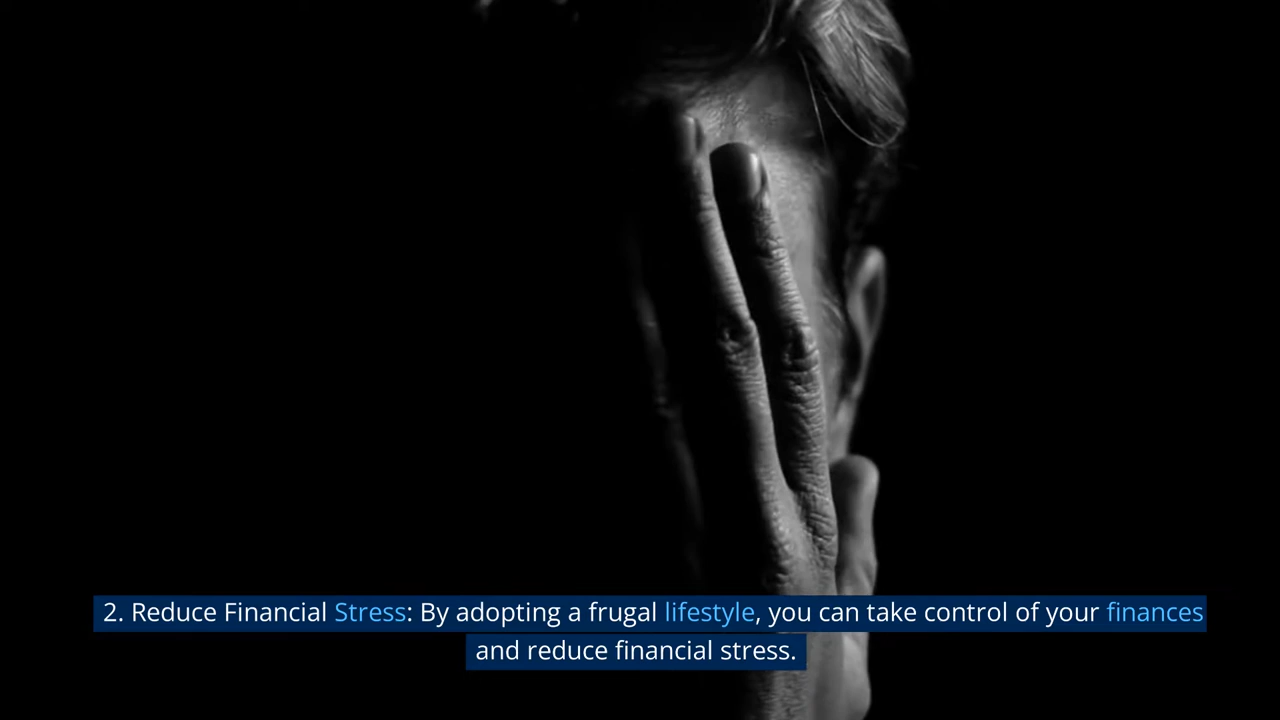 2. Reduce Financial Stress: By adopting a frugal lifestyle, you can take control of your finances
and reduce financial stress.